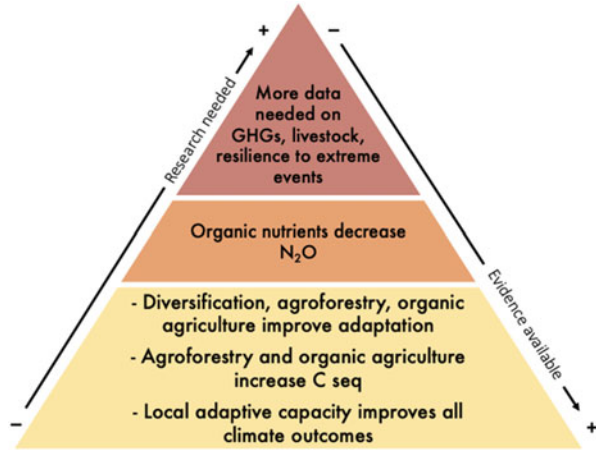 +
−
Research needed
More data
needed on
GHGs, livestock,
resilience to extreme
events
Organic nutrients decrease
N₂O
Evidence available
- Diversification, agroforestry, organic
agriculture improve adaptation
- Agroforestry and organic agriculture
increase C seq
- Local adaptive capacity improves all
climate outcomes
−
+